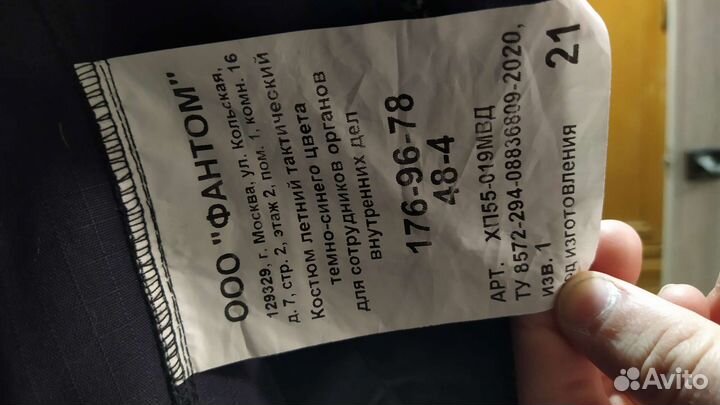 ООО "ФАНТОМ"
129329, г. Москва, ул. Кольская,
д. 7, стр. 2, этаж 2, пом. 1, комн. 16
Костюм летний тактический
темно-синего цвета
для сотрудников органов
внутренних дел
176-96-78
48-4
АРТ. ХП55-019МВД
ТУ 8572-294-08836809-2020,
изв. 1
од изготовления 21
Avito